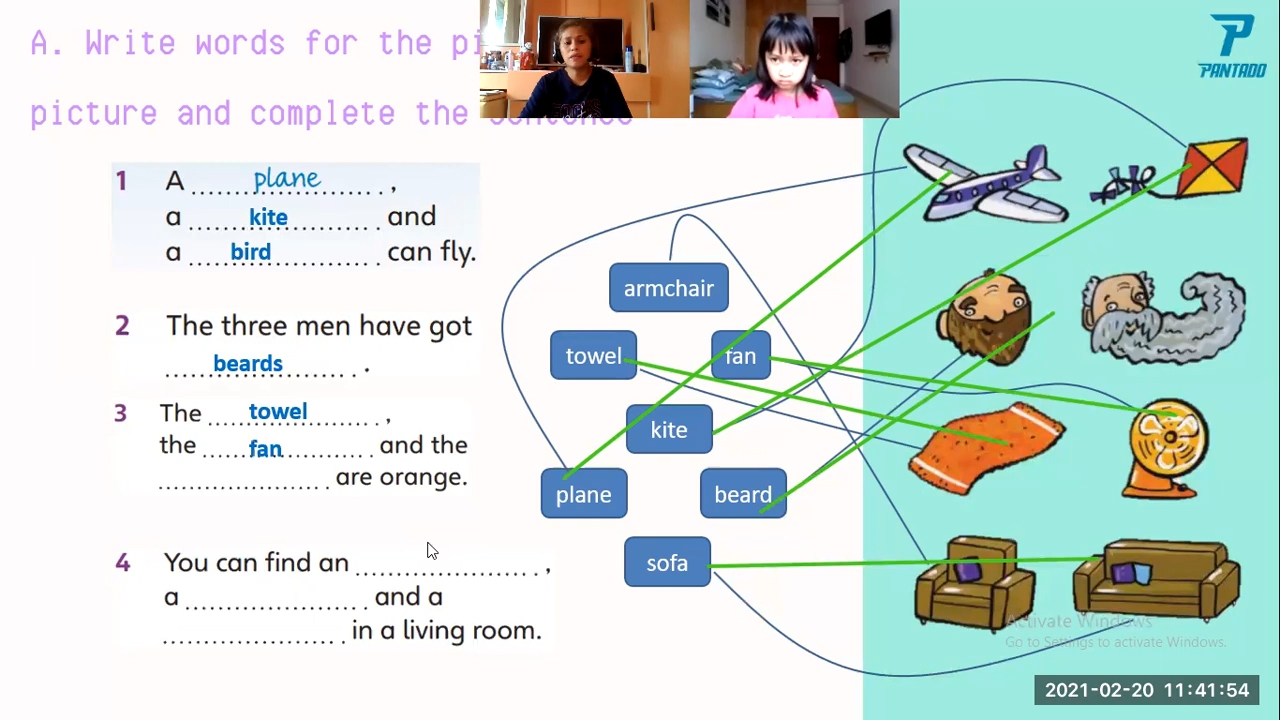 A. Write words for the pi
picture and complete the sentence
PANTADO
1 A plane ,
a kite and
a bird can fly.
2 The three men have got
beards .
3 The towel ,
the fan and the
are orange.
4 You can find an ,
a and a
in a living room.
armchair
towel
fan
kite
plane
beard
sofa
Activate Windows
Go to Settings to activate Windows.
2021-02-20 11:41:54